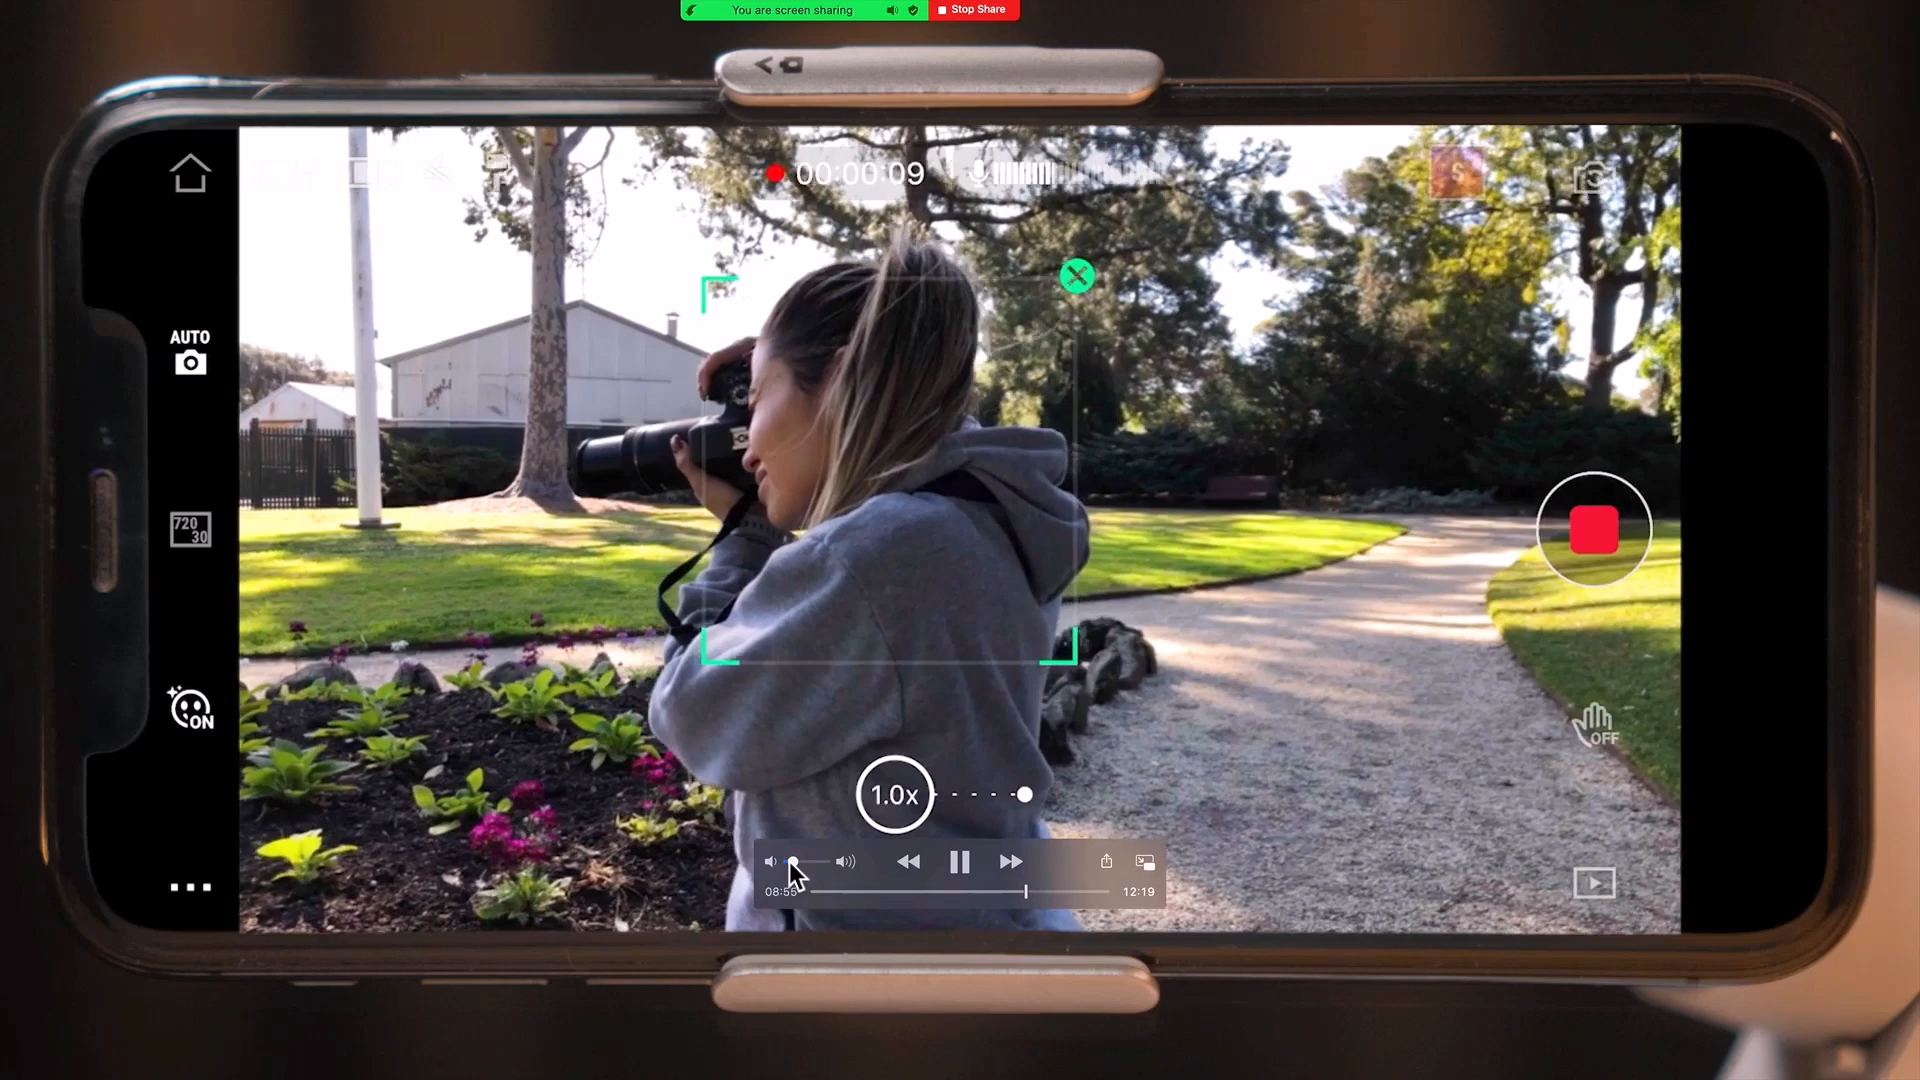 You are screen sharing
Stop Share
00:00:09
S
AUTO
720
30
ON
OFF
1.0x
08:55
12:19